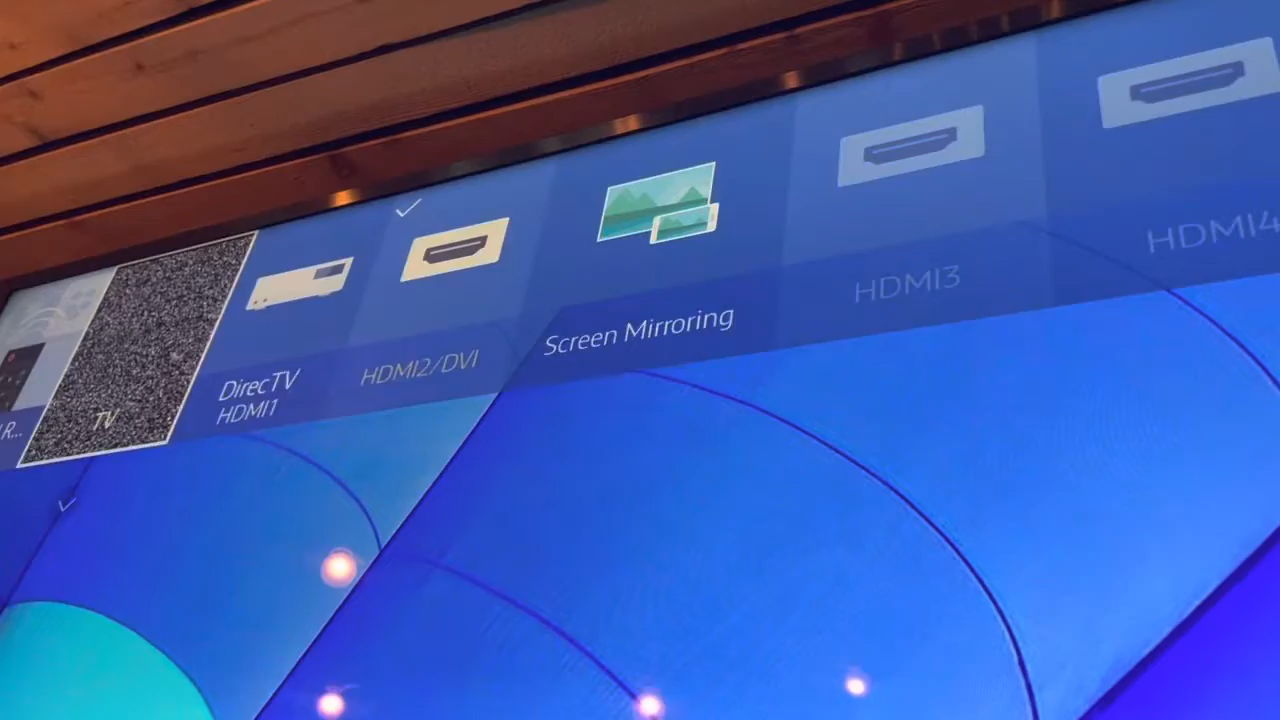 R...
TV
DirecTV
HDMI1
HDMI2/DVI
Screen Mirroring
HDMI3
HDMI4